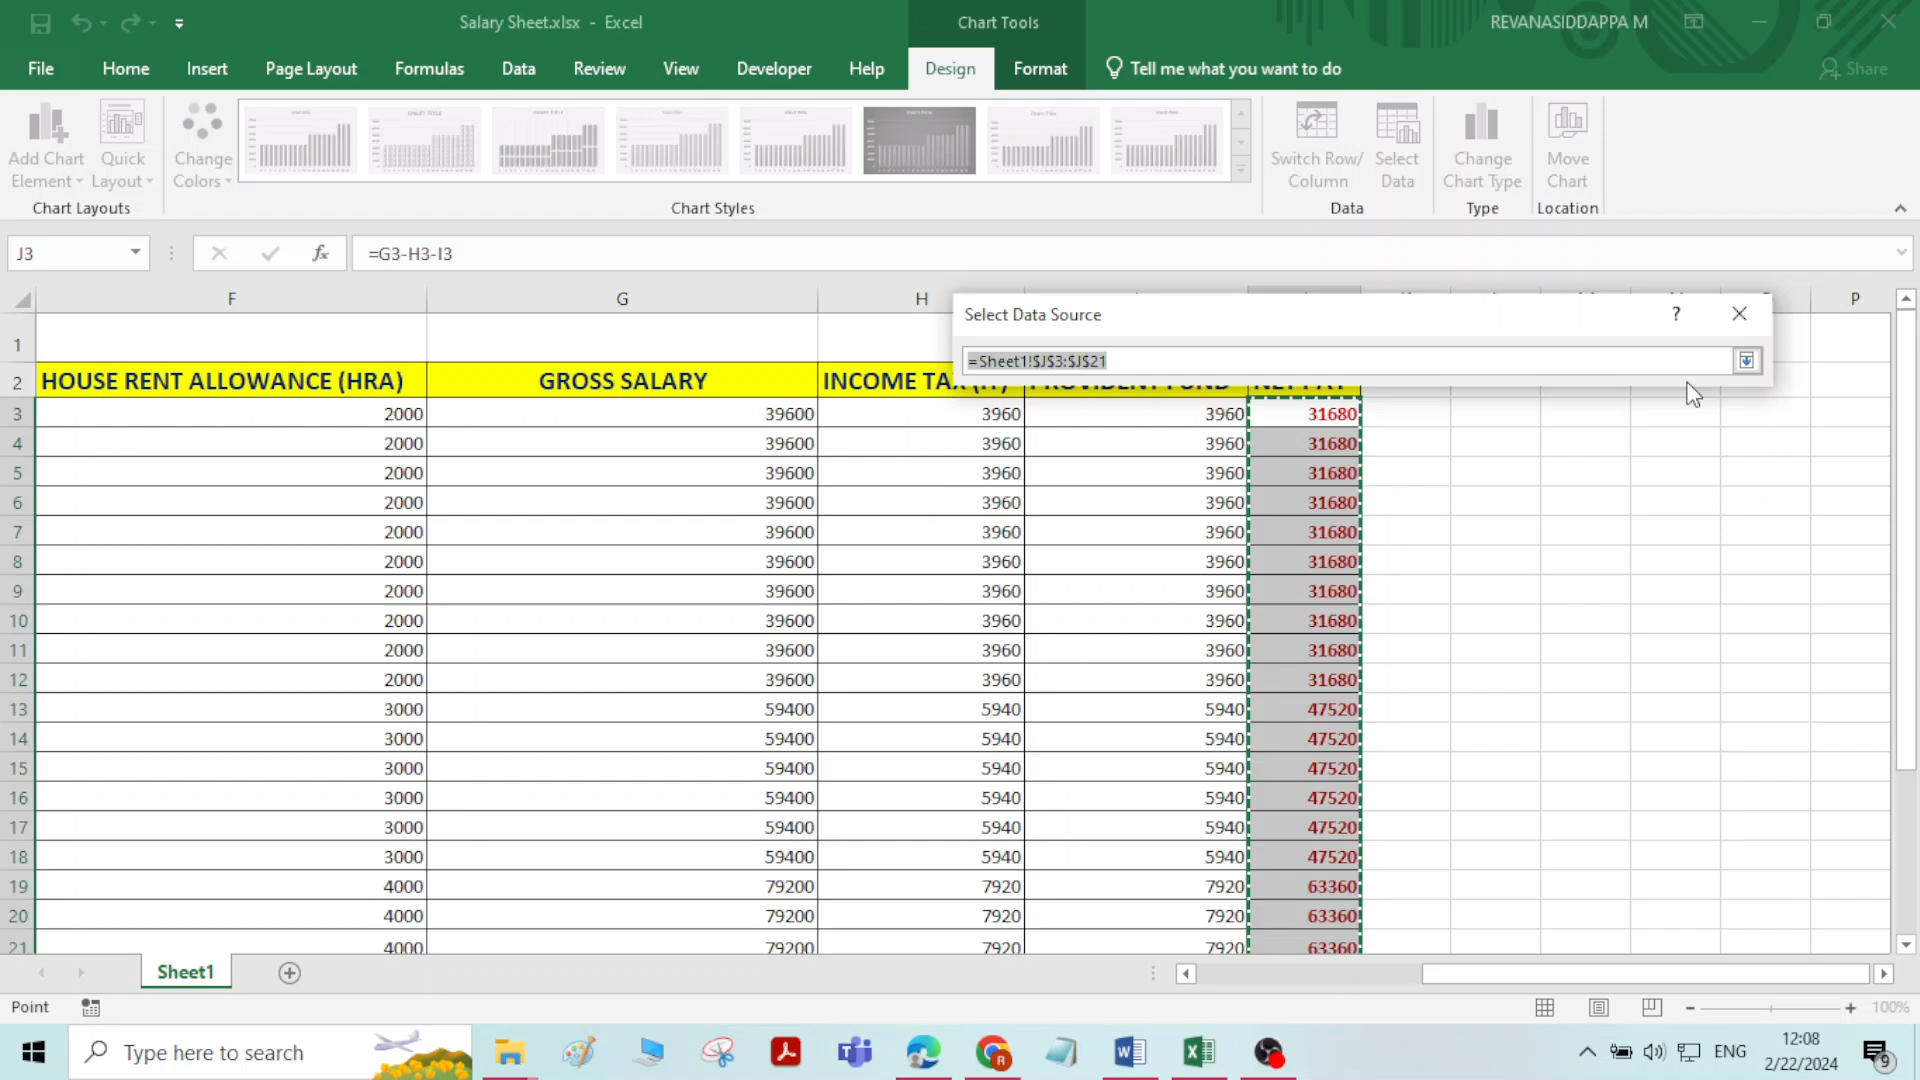 Salary Sheet.xlsx - Excel
Chart Tools
REVANASIDDAPPA M
File Home Insert Page Layout Formulas Data Review View Developer Help Design Format Tell me what you want to do Share
Add Chart Element
Quick Layout
Change Colors
Switch Row/ Column
Select Data
Change Chart Type
Move Chart
Chart Layouts Chart Styles Data Type Location
J3 fx =G3-H3-I3
F G H P
Select Data Source ?
=Sheet1!$J$3:$J$21
1
2 HOUSE RENT ALLOWANCE (HRA) GROSS SALARY INCOME TAX (IT) PROVIDENT FUND NET PAY
3 2000 39600 3960 3960 31680
4 2000 39600 3960 3960 31680
5 2000 39600 3960 3960 31680
6 2000 39600 3960 3960 31680
7 2000 39600 3960 3960 31680
8 2000 39600 3960 3960 31680
9 2000 39600 3960 3960 31680
10 2000 39600 3960 3960 31680
11 2000 39600 3960 3960 31680
12 2000 39600 3960 3960 31680
13 3000 59400 5940 5940 47520
14 3000 59400 5940 5940 47520
15 3000 59400 5940 5940 47520
16 3000 59400 5940 5940 47520
17 3000 59400 5940 5940 47520
18 3000 59400 5940 5940 47520
19 4000 79200 7920 7920 63360
20 4000 79200 7920 7920 63360
21 4000 79200 7920 7920 63360
Sheet1
Point 100%
Type here to search
ENG
12:08
2/22/2024
9